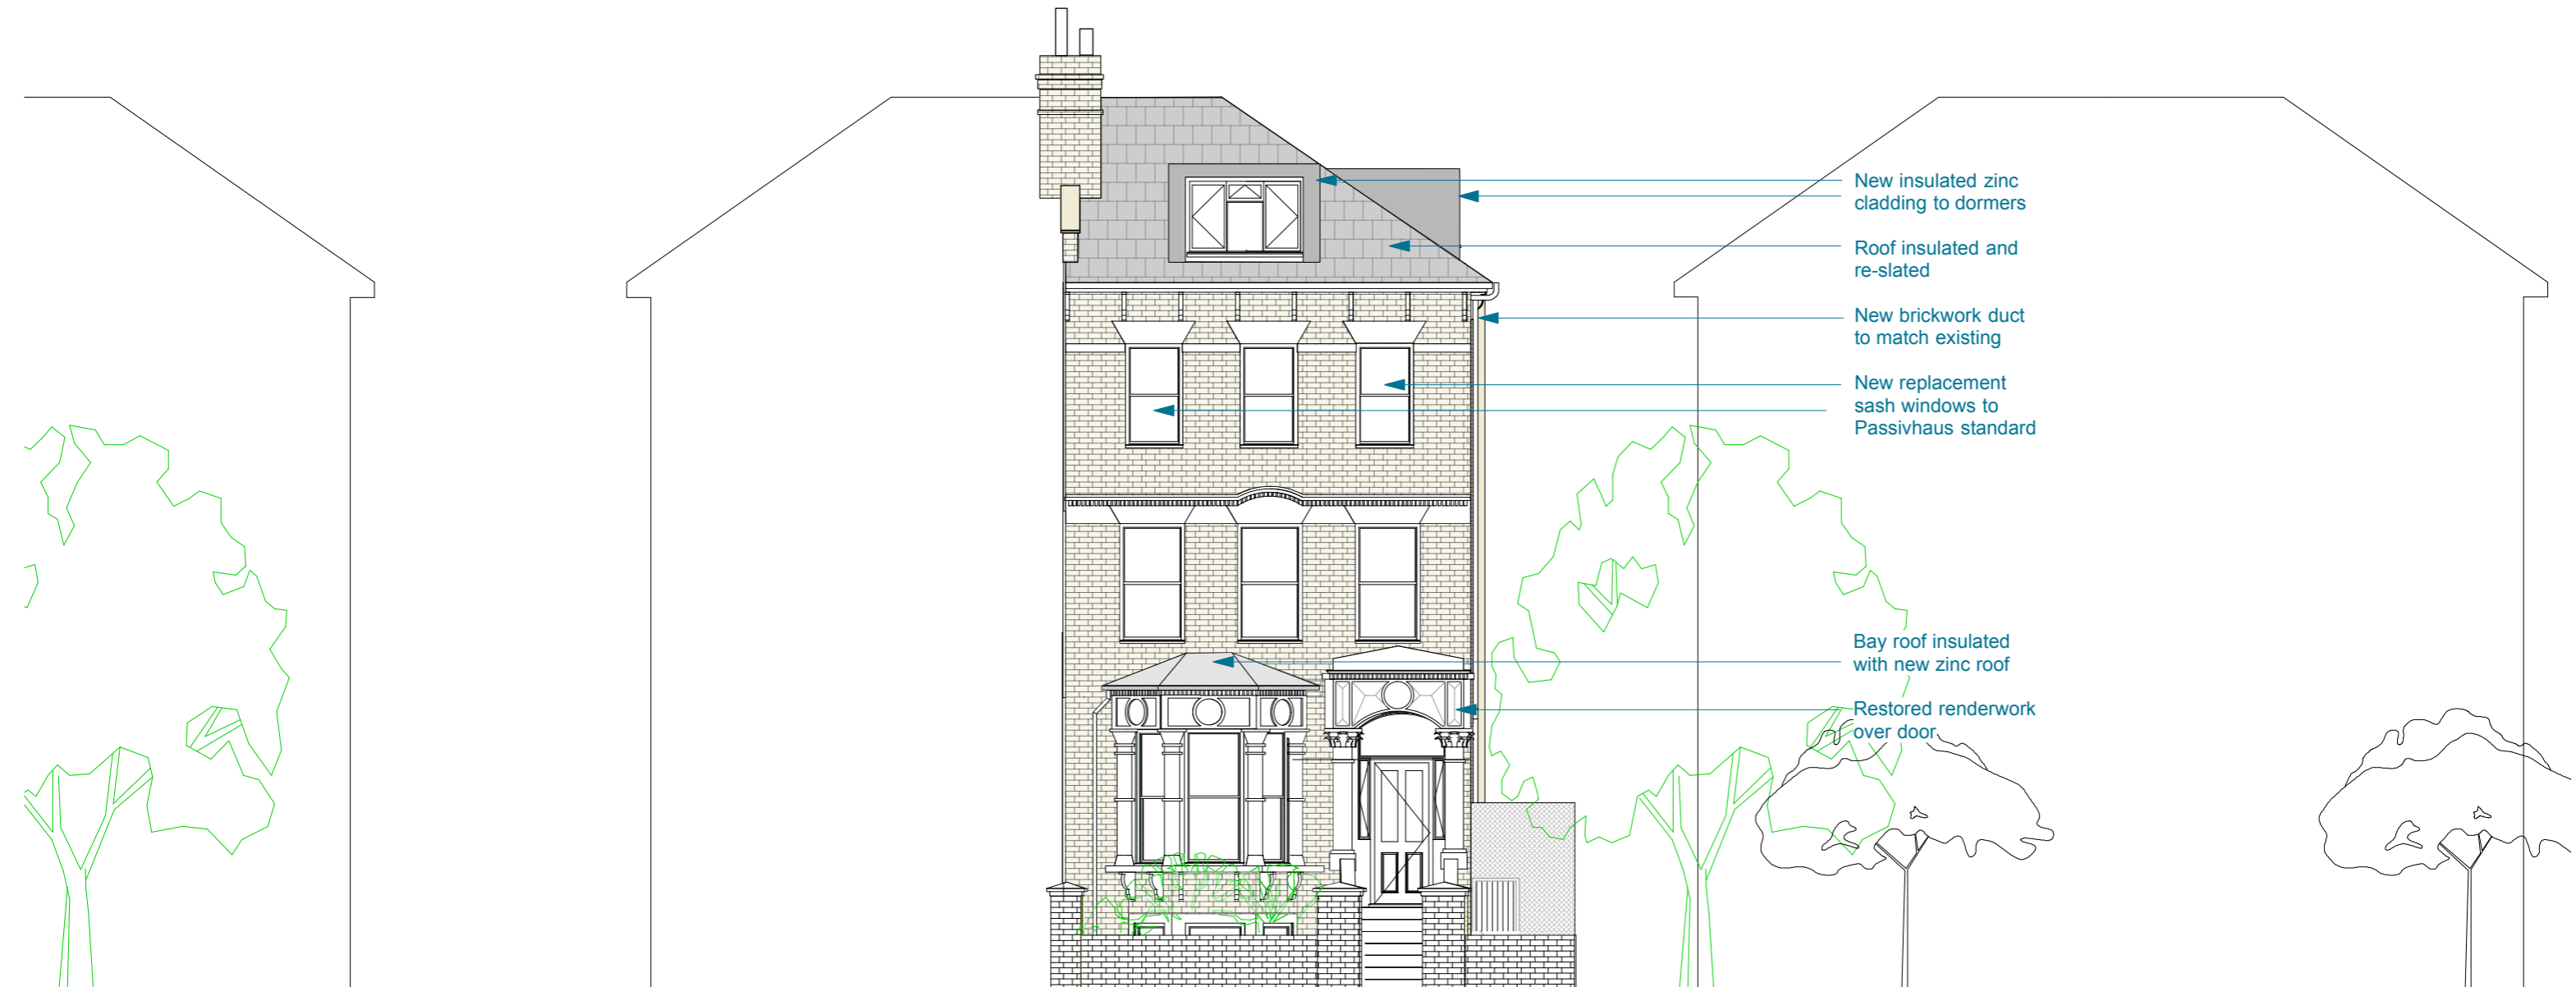 New insulated zinc
cladding to dormers
Roof insulated and
re-slated
New brickwork duct
to match existing
New replacement
sash windows to
Passivhaus standard
Bay roof insulated
with new zinc roof
Restored renderwork
over door